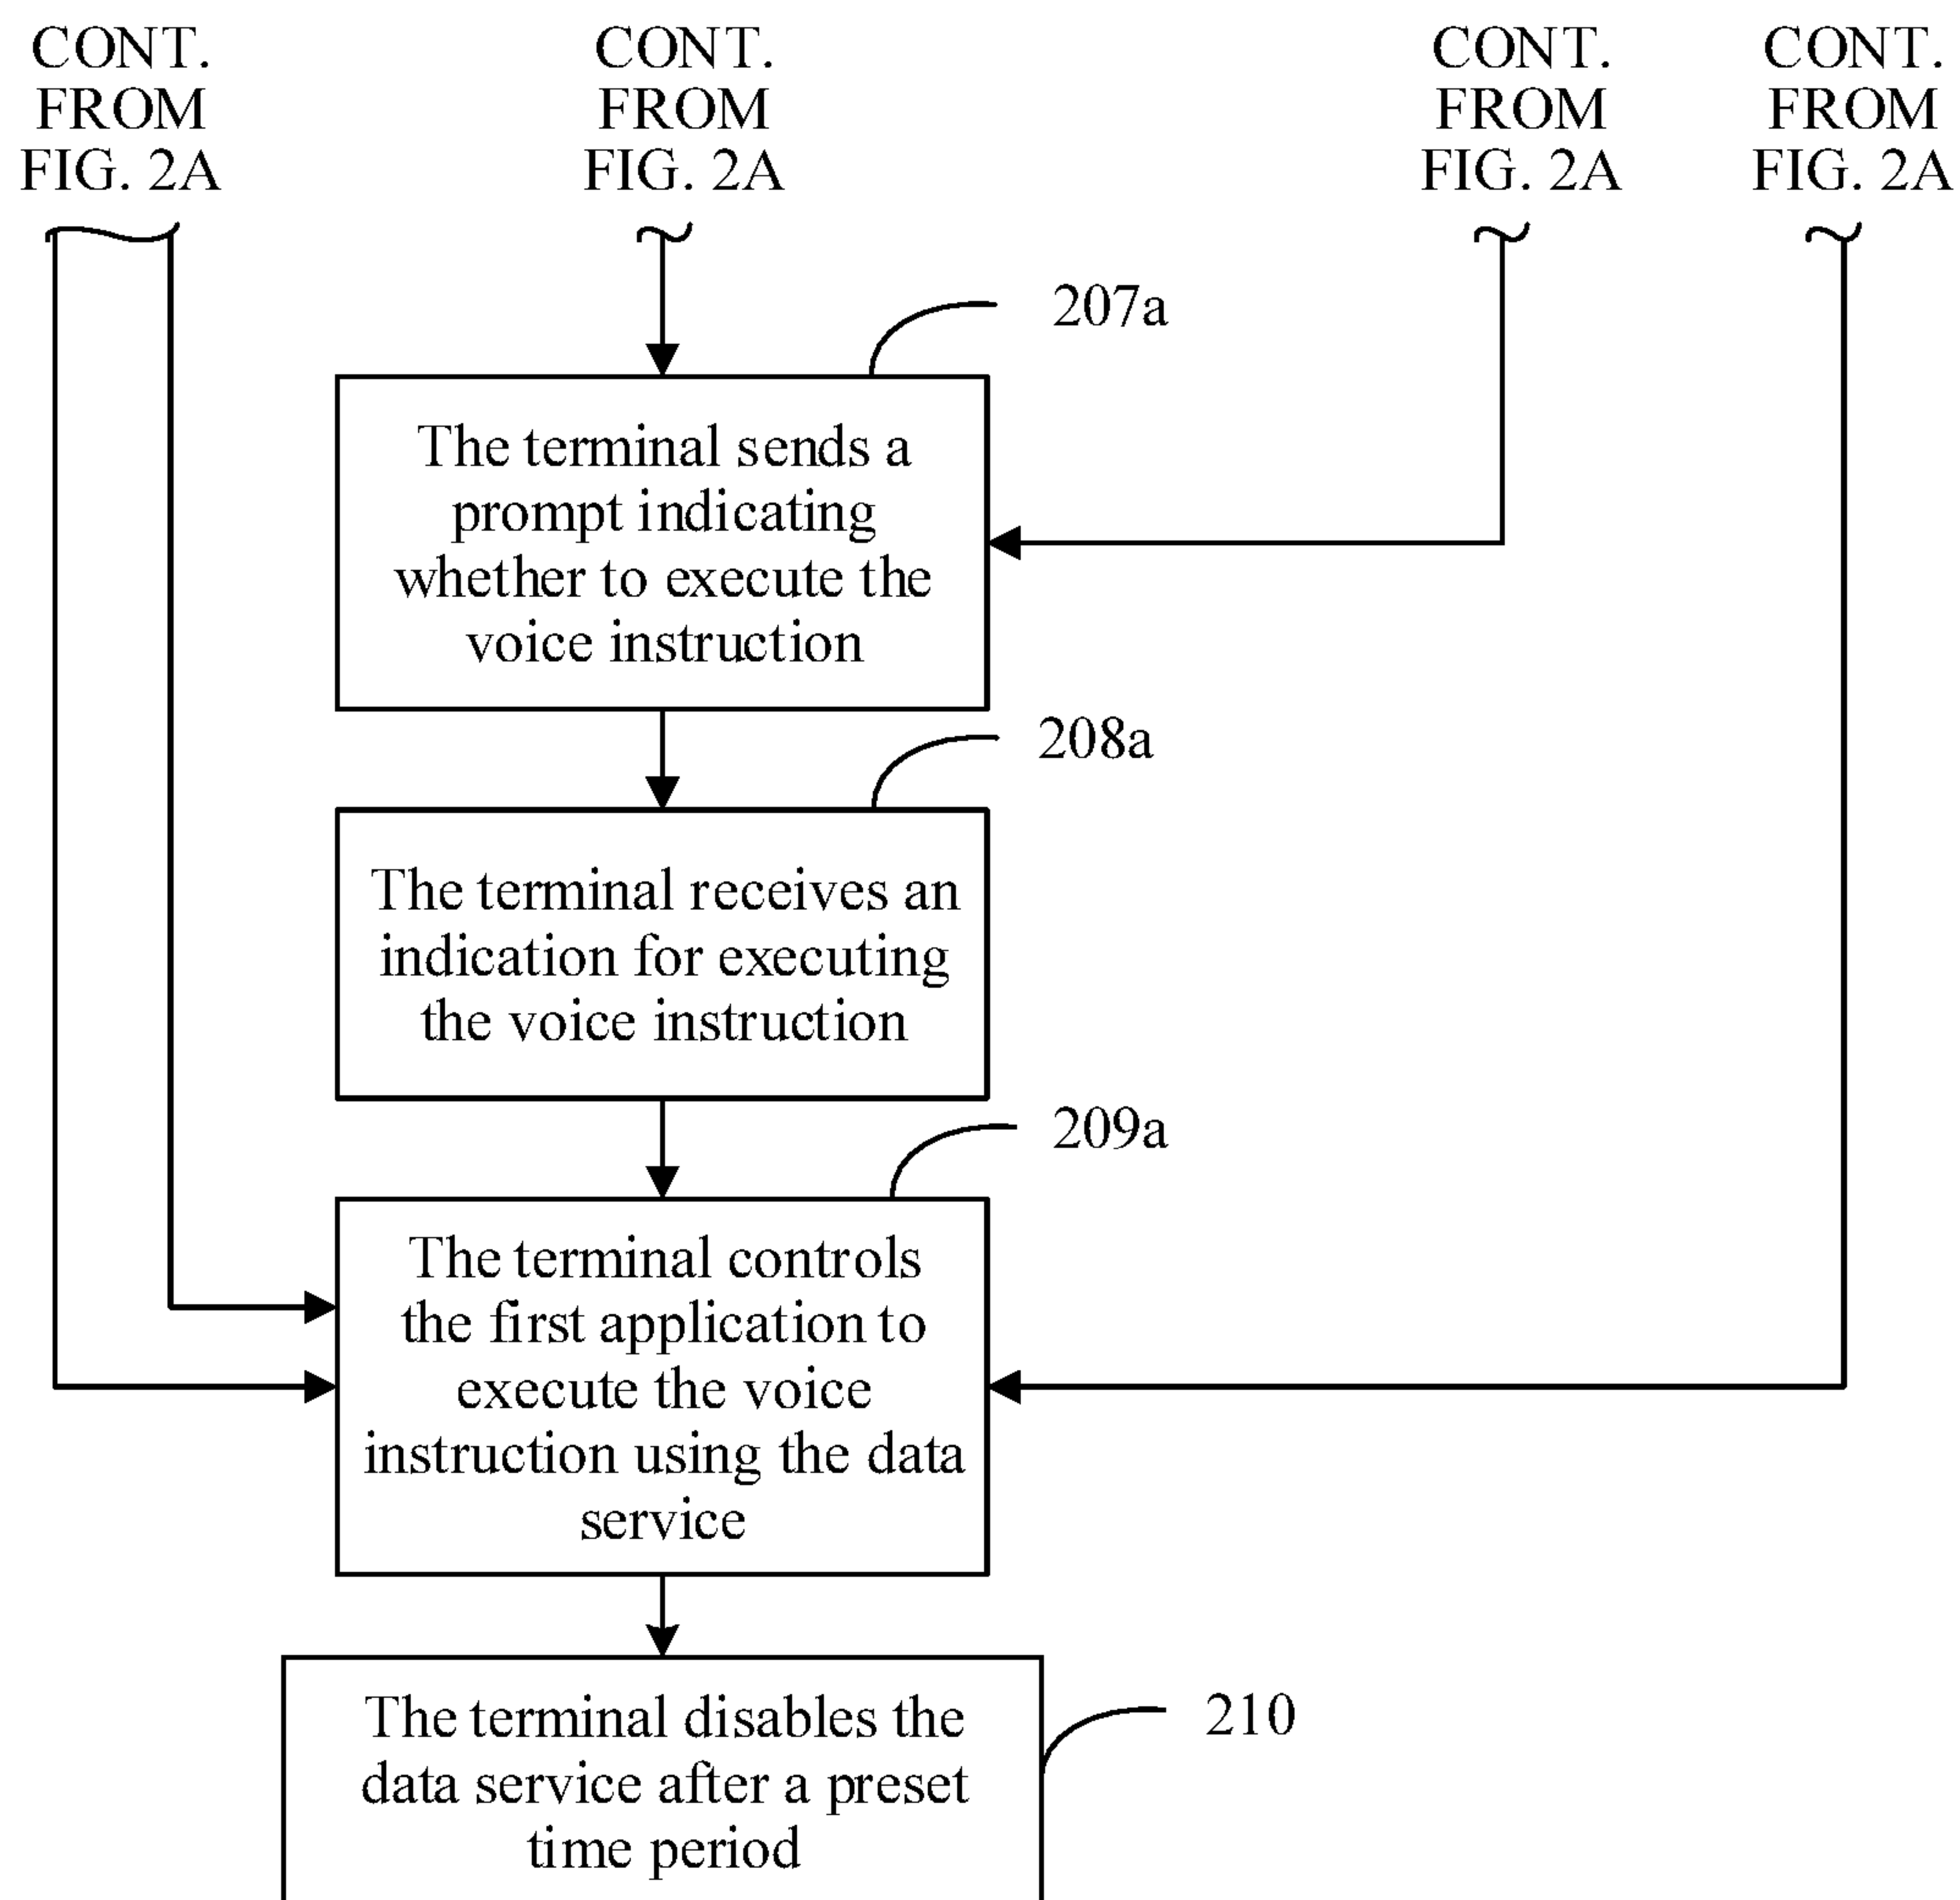 CONT.
FROM
FIG. 2A
CONT.
FROM
FIG. 2A
CONT.
FROM
FIG. 2A
CONT.
FROM
FIG. 2A
207a
The terminal sends a
prompt indicating
whether to execute the
voice instruction
208a
The terminal receives an
indication for executing
the voice instruction
209a
The terminal controls
the first application to
execute the voice
instruction using the data
service
210
The terminal disables the
data service after a preset
time period